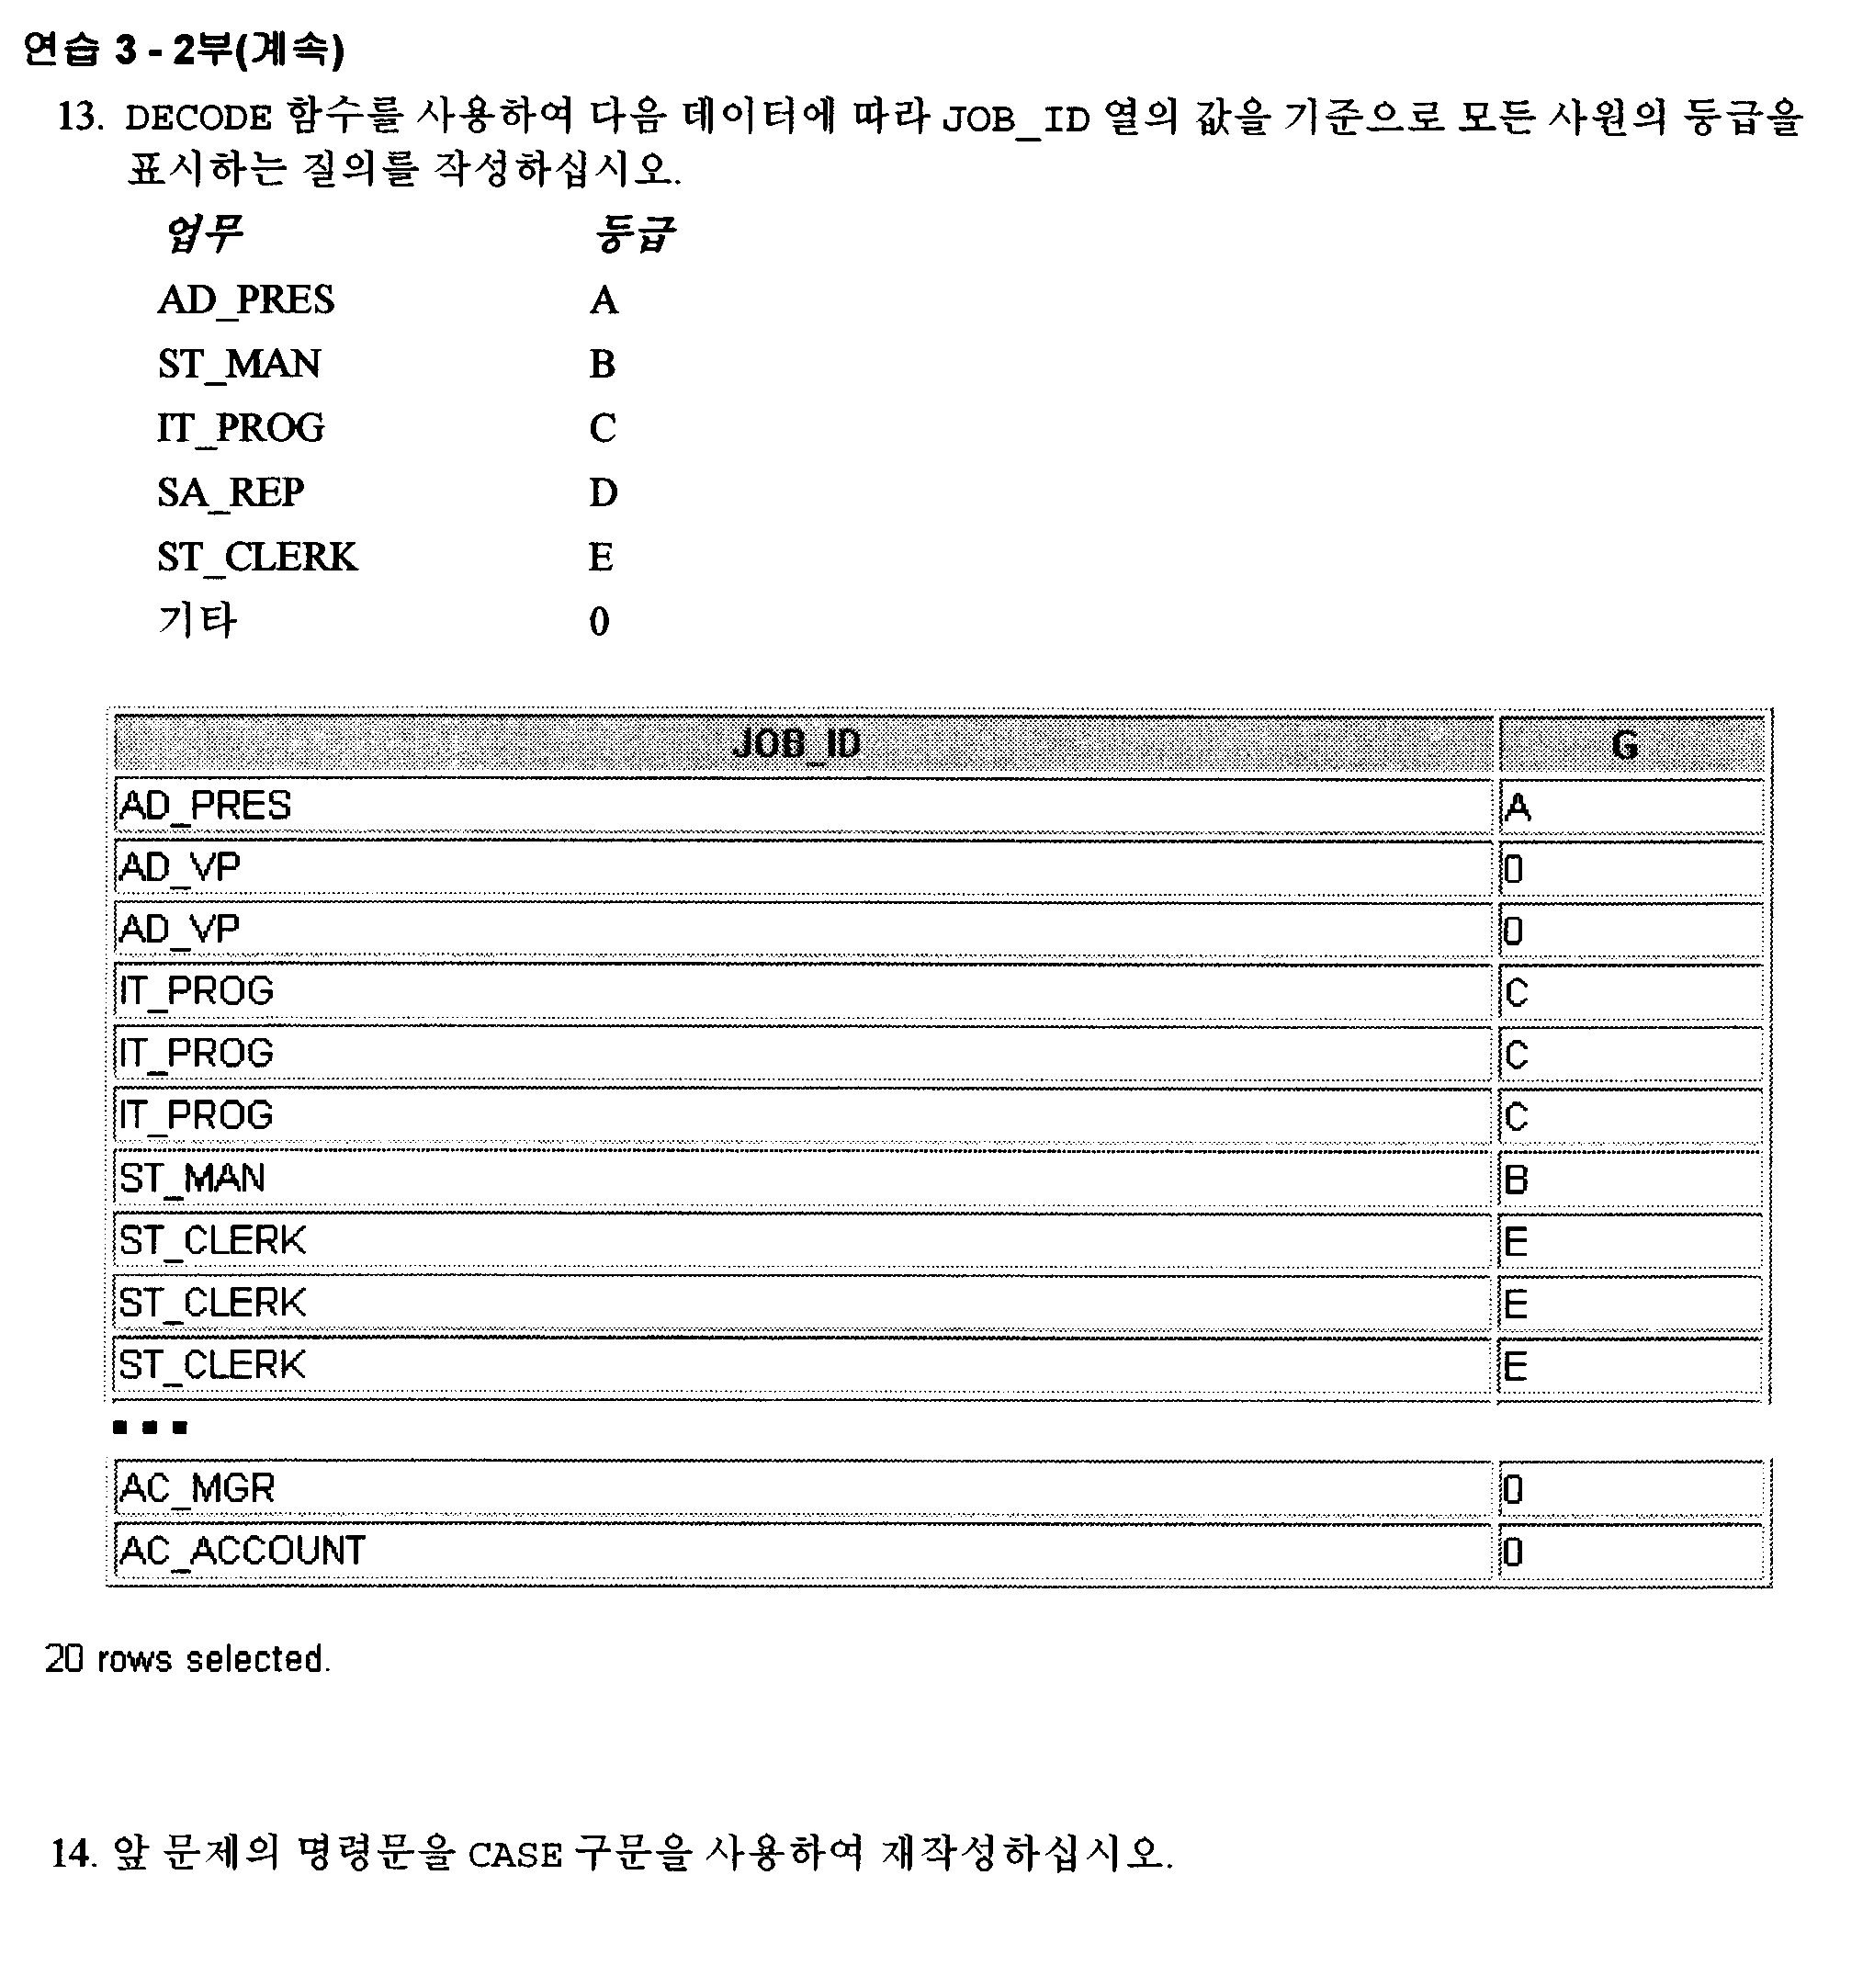 연습 3 - 2부(계속)
13. DECODE 함수를 사용하여 다음 데이터에 따라 JOB_ID 열의 값을 기준으로 모든 사원의 등급을
표시하는 질의를 작성하십시오.
업무 등급
AD_PRES A
ST_MAN B
IT_PROG C
SA_REP D
ST_CLERK E
기타 0
JOB_ID G
AD_PRES A
AD_VP 0
AD_VP 0
IT_PROG C
IT_PROG C
IT_PROG C
ST_MAN B
ST_CLERK E
ST_CLERK E
ST_CLERK E
...
AC_MGR 0
AC_ACCOUNT 0
20 rows selected.
14. 앞 문제의 명령문을 CASE 구문을 사용하여 재작성하십시오.